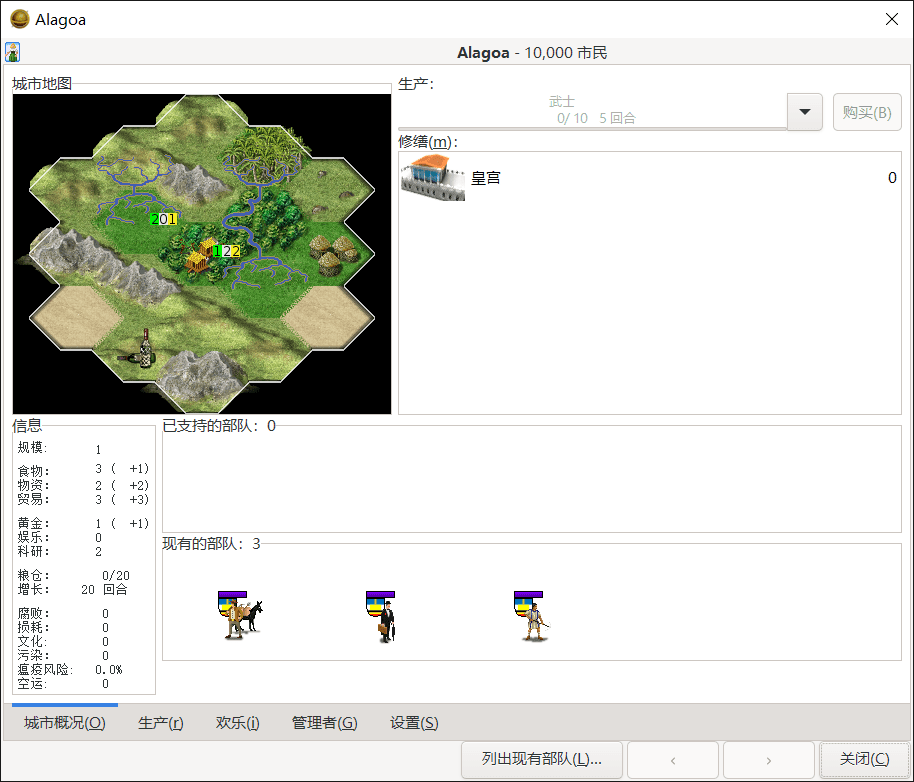 Alagoa
Alagoa - 10,000 市民
城市地图
生产：
武士
0/ 10 5 回合
购买(B)
修缮(m)：
皇宫 0
201
122
信息
规模: 1
食物: 3 ( +1)
物资: 2 ( +2)
贸易: 3 ( +3)
黄金: 1 ( +1)
娱乐: 0
科研: 2
粮仓: 0/20
增长: 20 回合
腐败: 0
损耗: 0
文化: 0
污染: 0
瘟疫风险: 0.0%
空运: 0
已支持的部队：0
现有的部队：3
城市概况(O) 生产(r) 欢乐(i) 管理者(G) 设置(S)
列出现有部队(L)... ‹ › 关闭(C)